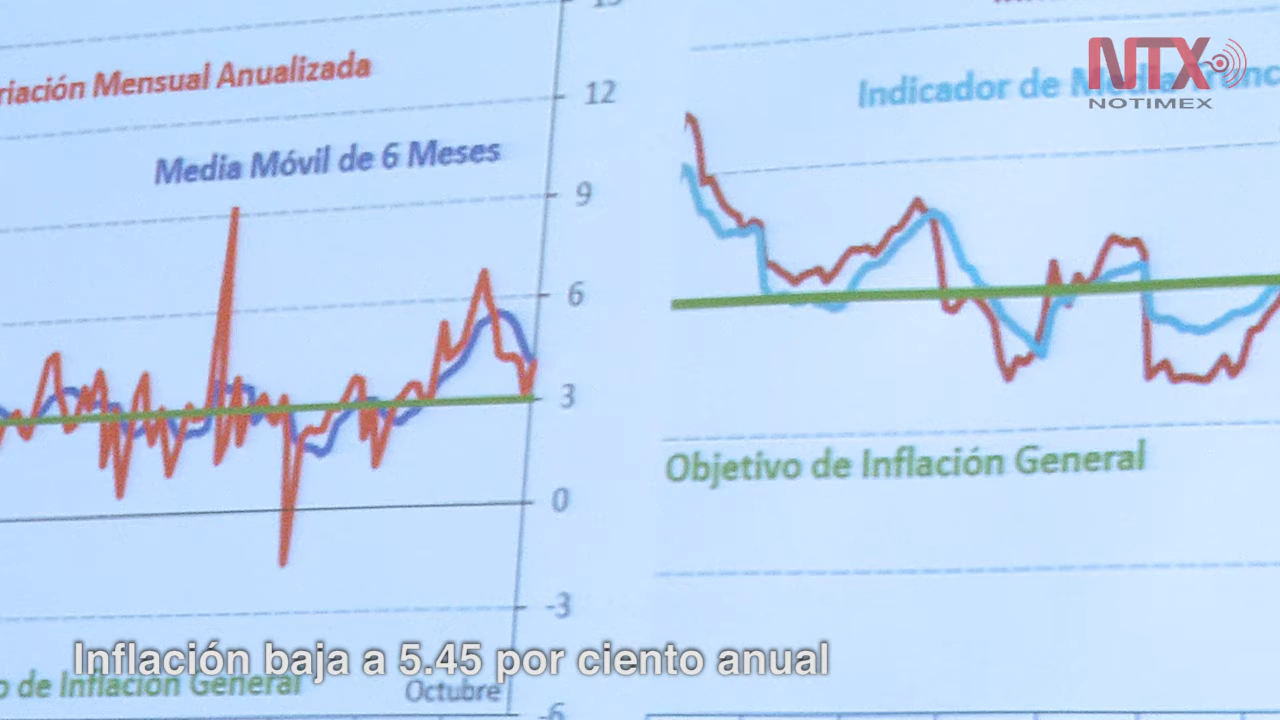 Variación Mensual Anualizada
Media Móvil de 6 Meses
12
9
6
3
0
-3
-6
Octubre
o de Inflación General
Indicador de Media
Objetivo de Inflación General
NTX
NOTIMEX
Inflación baja a 5.45 por ciento anual